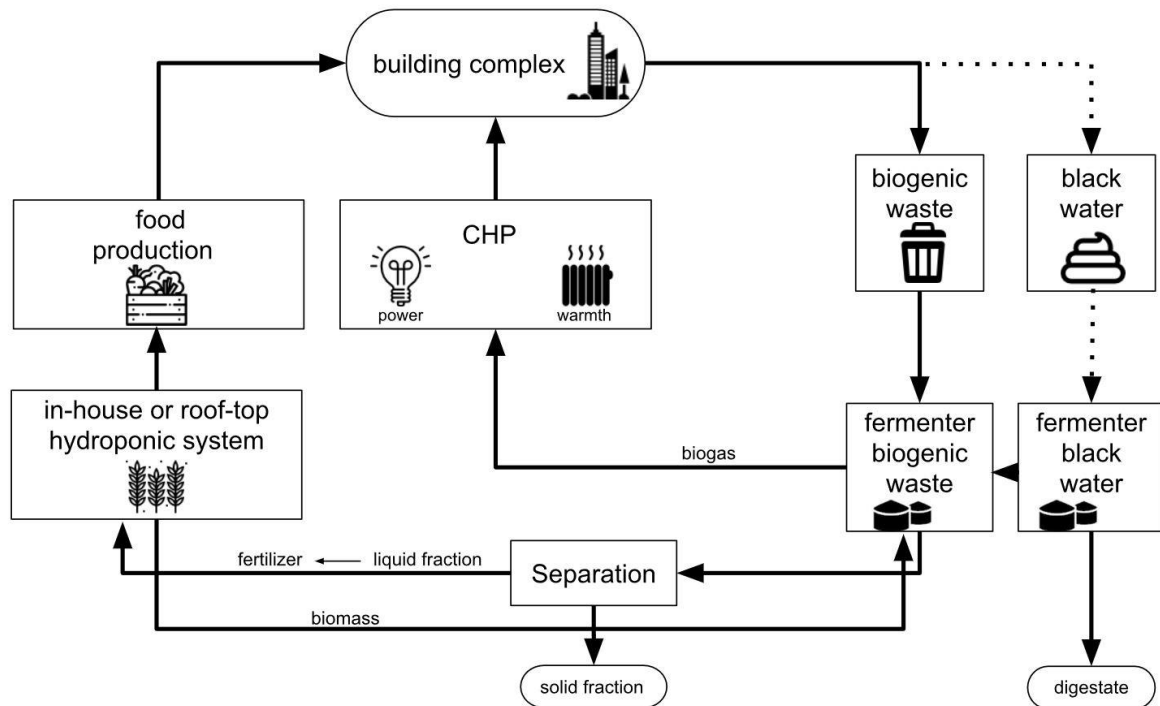 building complex
biogenic
waste
black
water
food
production
CHP
power
warmth
in-house or roof-top
hydroponic system
fermenter
biogenic
waste
fermenter
black
water
biogas
fertilizer
liquid fraction
Separation
biomass
solid fraction
digestate